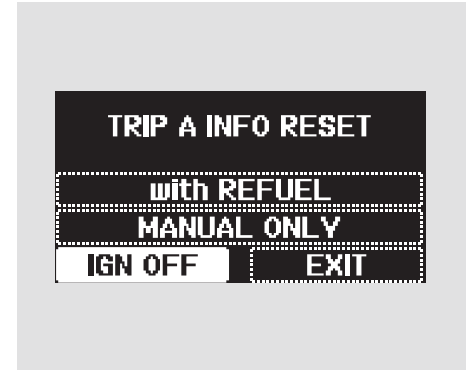 TRIP A INFO RESET
with REFUEL
MANUAL ONLY
IGN OFF EXIT